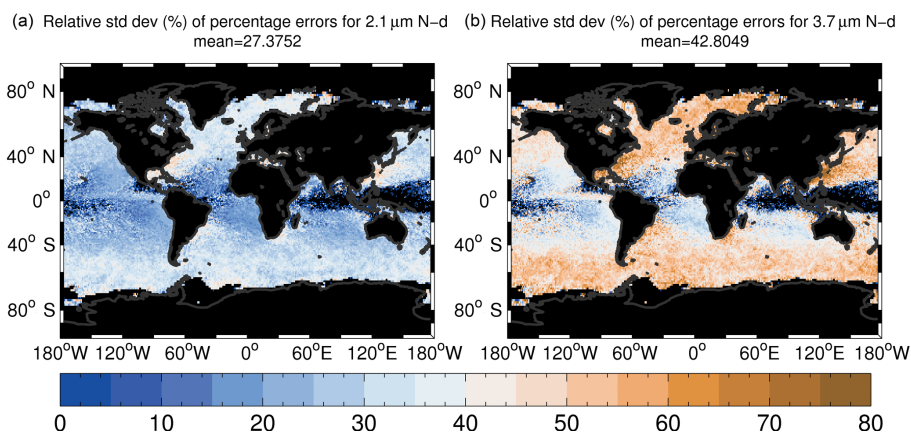 (a) Relative std dev (%) of percentage errors for 2.1 μm N−d
mean=27.3752
(b) Relative std dev (%) of percentage errors for 3.7 μm N−d
mean=42.8049
80° N
40° N
0°
40° S
80° S
180°W 120°W 60°W 0° 60°E 120°E 180°W
80° N
40° N
0°
40° S
80° S
180°W 120°W 60°W 0° 60°E 120°E 180°W
0 10 20 30 40 50 60 70 80